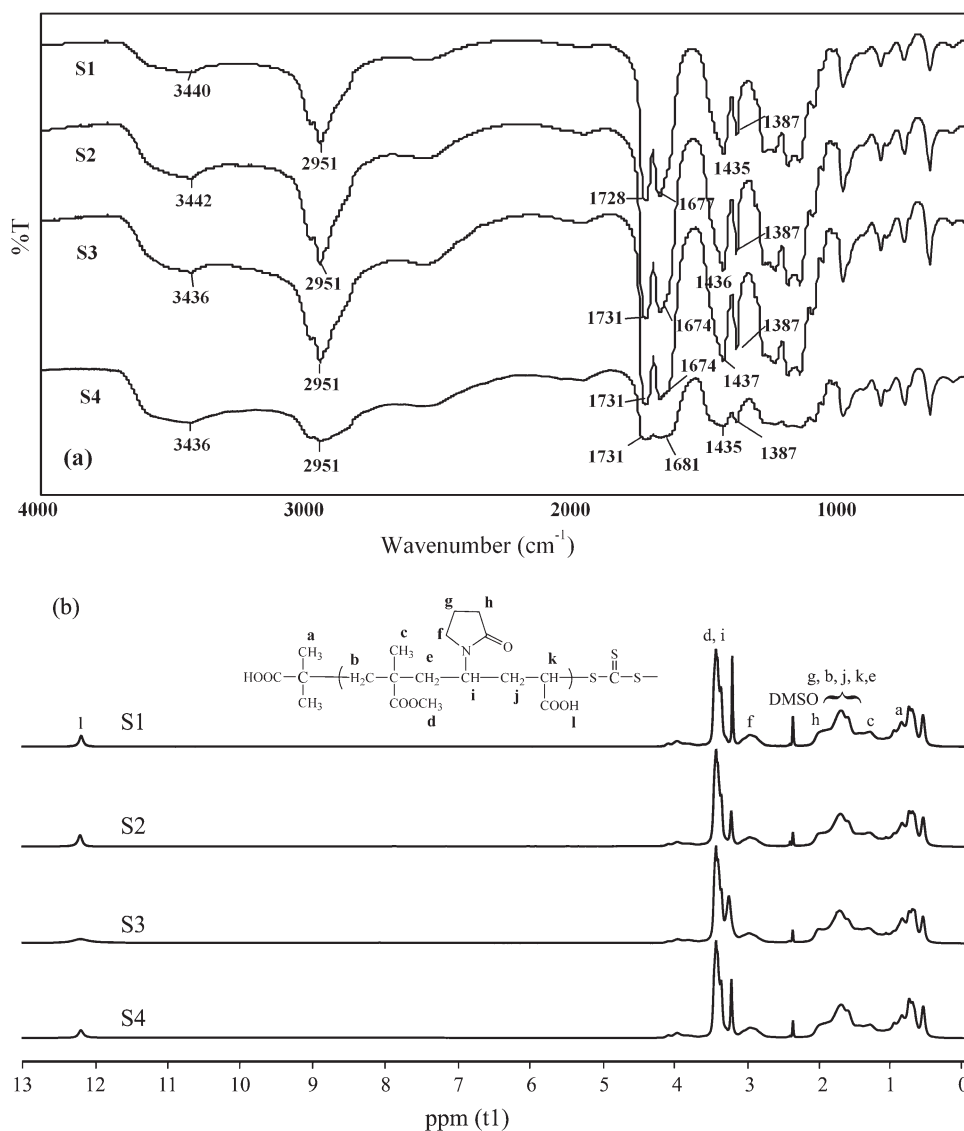 S1
3440
2951
1728
1677
1435
1387
S2
3442
2951
1731
1674
1436
1387
%T
S3
3436
2951
1731
1674
1437
1387
S4
3436
2951
1731
1681
1435
1387
(a)
4000 3000 2000 1000
Wavenumber (cm-1)
(b)
g h
a c f O
CH3 CH3 e N k S
b
HOOC C H2C C CH2 CH2 CH S C S
i j
CH3 COOCH3 COOH
d l
d, i
g, b, j, k,e
DMSO
l S1 f h c a
S2
S3
S4
13 12 11 10 9 8 7 6 5 4 3 2 1 0
ppm (t1)